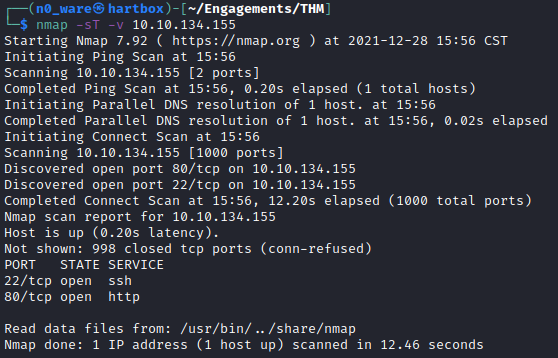 ┌──(n0_ware㉿hartbox)-[~/Engagements/THM]
└─$ nmap -sT -v 10.10.134.155
Starting Nmap 7.92 ( https://nmap.org ) at 2021-12-28 15:56 CST
Initiating Ping Scan at 15:56
Scanning 10.10.134.155 [2 ports]
Completed Ping Scan at 15:56, 0.20s elapsed (1 total hosts)
Initiating Parallel DNS resolution of 1 host. at 15:56
Completed Parallel DNS resolution of 1 host. at 15:56, 0.02s elapsed
Initiating Connect Scan at 15:56
Scanning 10.10.134.155 [1000 ports]
Discovered open port 80/tcp on 10.10.134.155
Discovered open port 22/tcp on 10.10.134.155
Completed Connect Scan at 15:56, 12.20s elapsed (1000 total ports)
Nmap scan report for 10.10.134.155
Host is up (0.20s latency).
Not shown: 998 closed tcp ports (conn-refused)
PORT   STATE SERVICE
22/tcp open  ssh
80/tcp open  http
Read data files from: /usr/bin/../share/nmap
Nmap done: 1 IP address (1 host up) scanned in 12.46 seconds